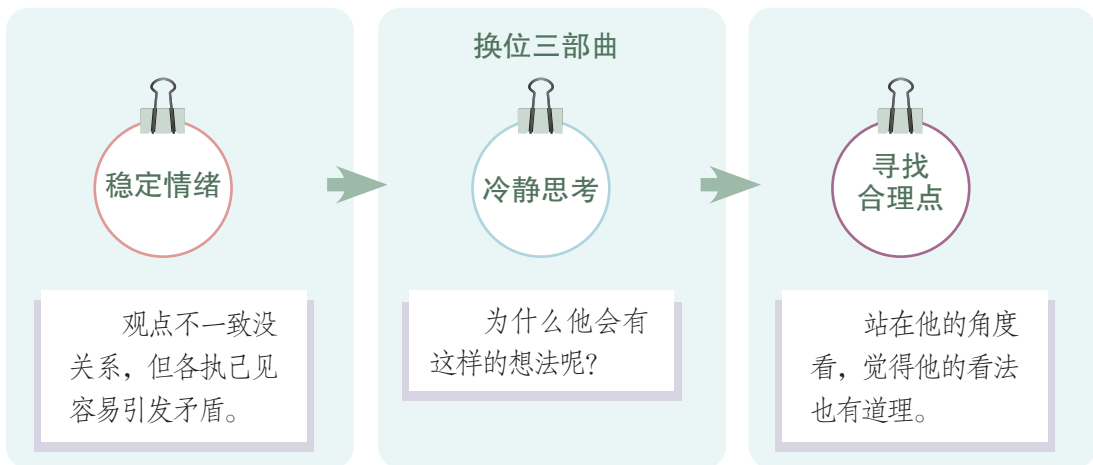 换位三部曲
稳定情绪
冷静思考
寻找
合理点
观点不一致没
关系，但各执己见
容易引发矛盾。
为什么他会有
这样的想法呢？
站在他的角度
看，觉得他的看法
也有道理。